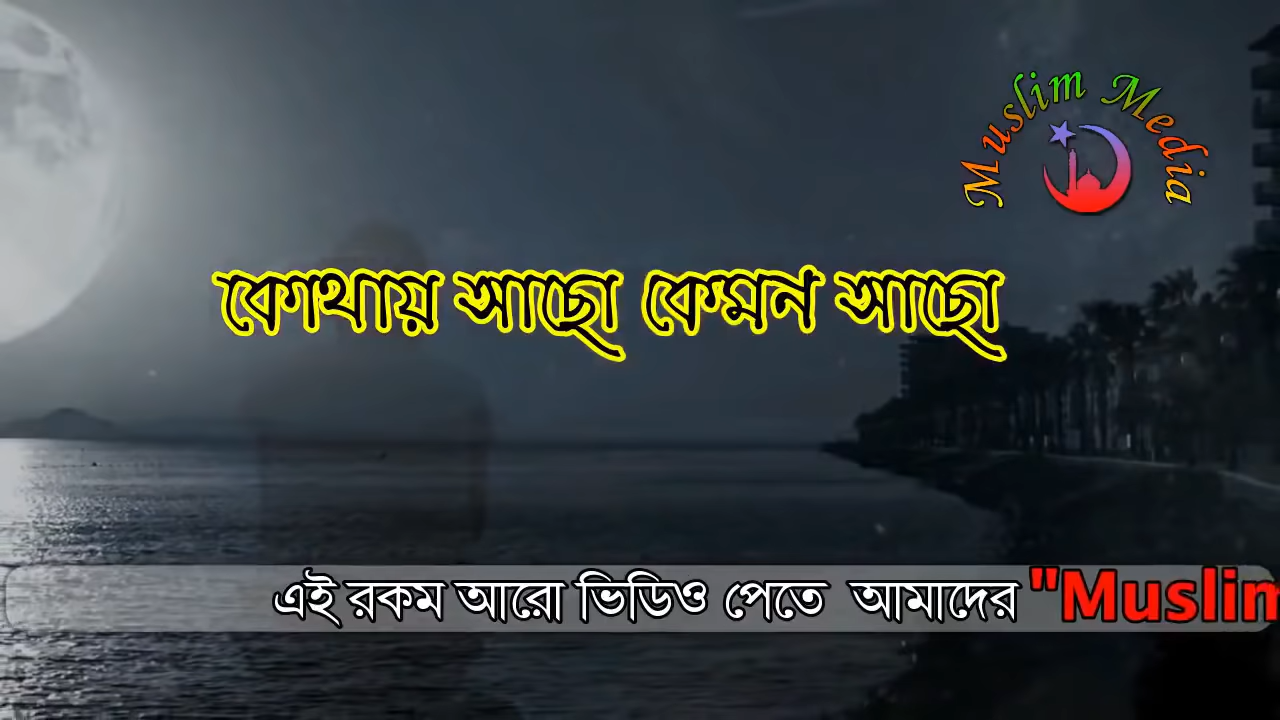 Muslim Media
কোথায় আছো কেমন আছো
এই রকম আরো ভিডিও পেতে আমাদের "Muslim